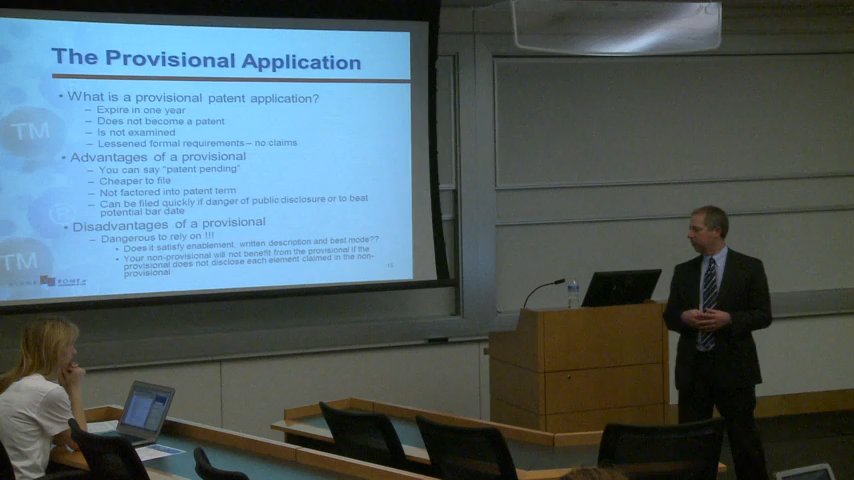 The Provisional Application
• What is a provisional patent application?
– Expire in one year
– Does not become a patent
– Is not examined
– Lessened formal requirements – no claims
• Advantages of a provisional
– You can say "patent pending"
– Cheaper to file
– Not factored into patent term
– Can be filed quickly if danger of public disclosure or to beat
potential bar date
• Disadvantages of a provisional
– Dangerous to rely on !!!
• Does it satisfy enablement, written description and best mode??
• Your non-provisional will not benefit from the provisional if the
provisional does not disclose each element claimed in the non-
provisional
TM
®
TM